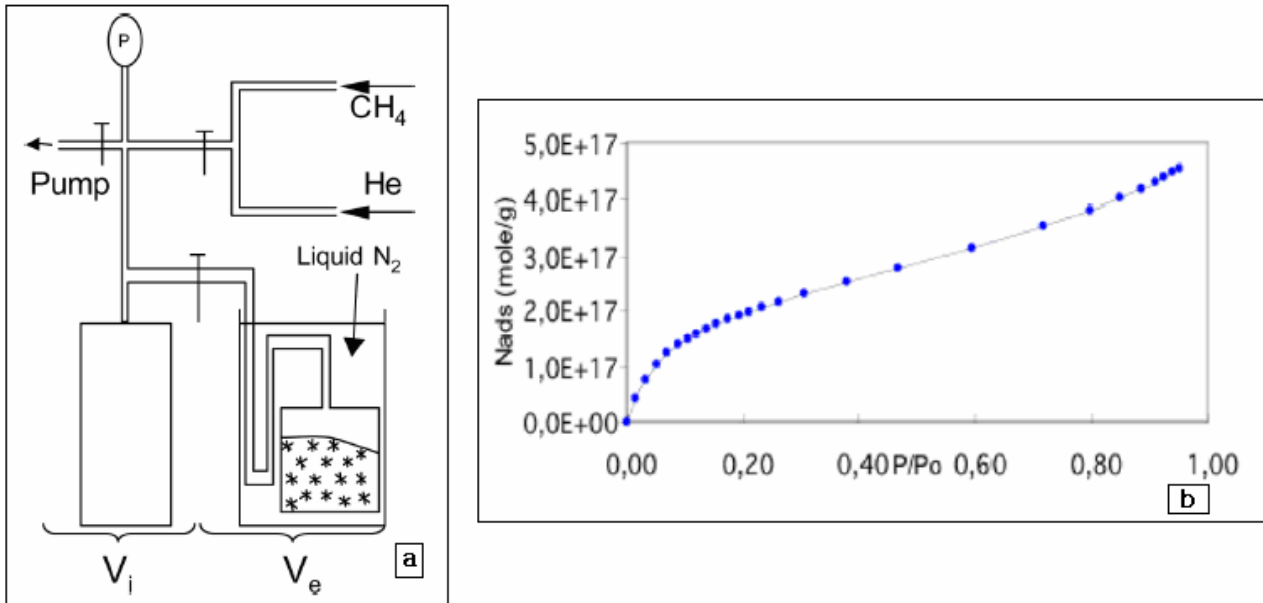 P
CH₄
Pump
He
Liquid N₂
Vᵢ
Vₑ
a
5,0E+17
4,0E+17
3,0E+17
2,0E+17
1,0E+17
0,0E+00
Nads (mole/g)
0,00 0,20 0,40 P/Po 0,60 0,80 1,00
b